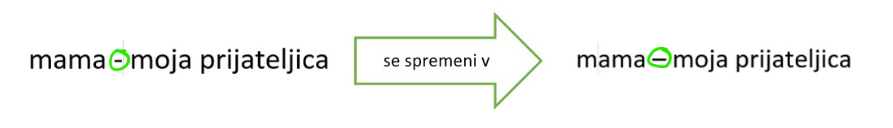 mama-moja prijateljica
se spremeni v
mama–moja prijateljica